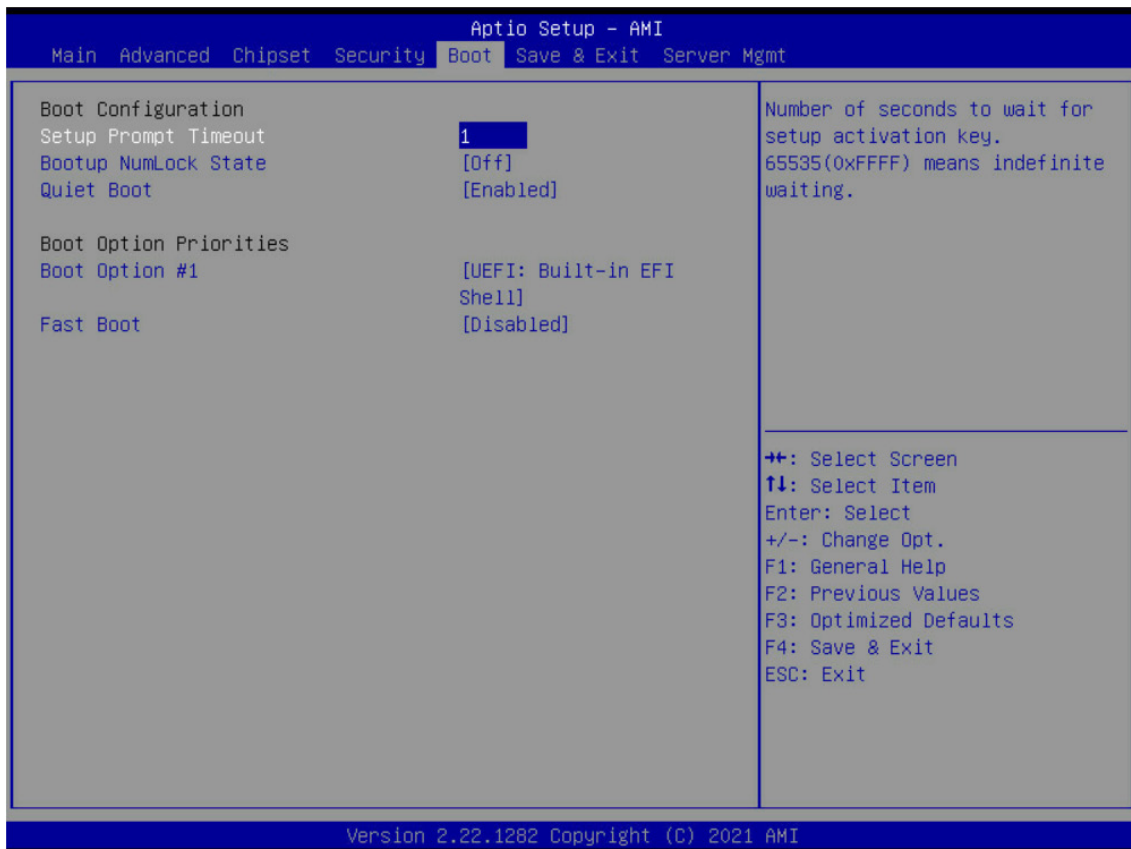 Aptio Setup - AMI
Main Advanced Chipset Security Boot Save & Exit Server Mgmt
Boot Configuration
Setup Prompt Timeout 1
Bootup NumLock State [Off]
Quiet Boot [Enabled]
Boot Option Priorities
Boot Option #1 [UEFI: Built-in EFI
Shell]
Fast Boot [Disabled]
Number of seconds to wait for
setup activation key.
65535(0xFFFF) means indefinite
waiting.
→←: Select Screen
↑↓: Select Item
Enter: Select
+/-: Change Opt.
F1: General Help
F2: Previous Values
F3: Optimized Defaults
F4: Save & Exit
ESC: Exit
Version 2.22.1282 Copyright (C) 2021 AMI